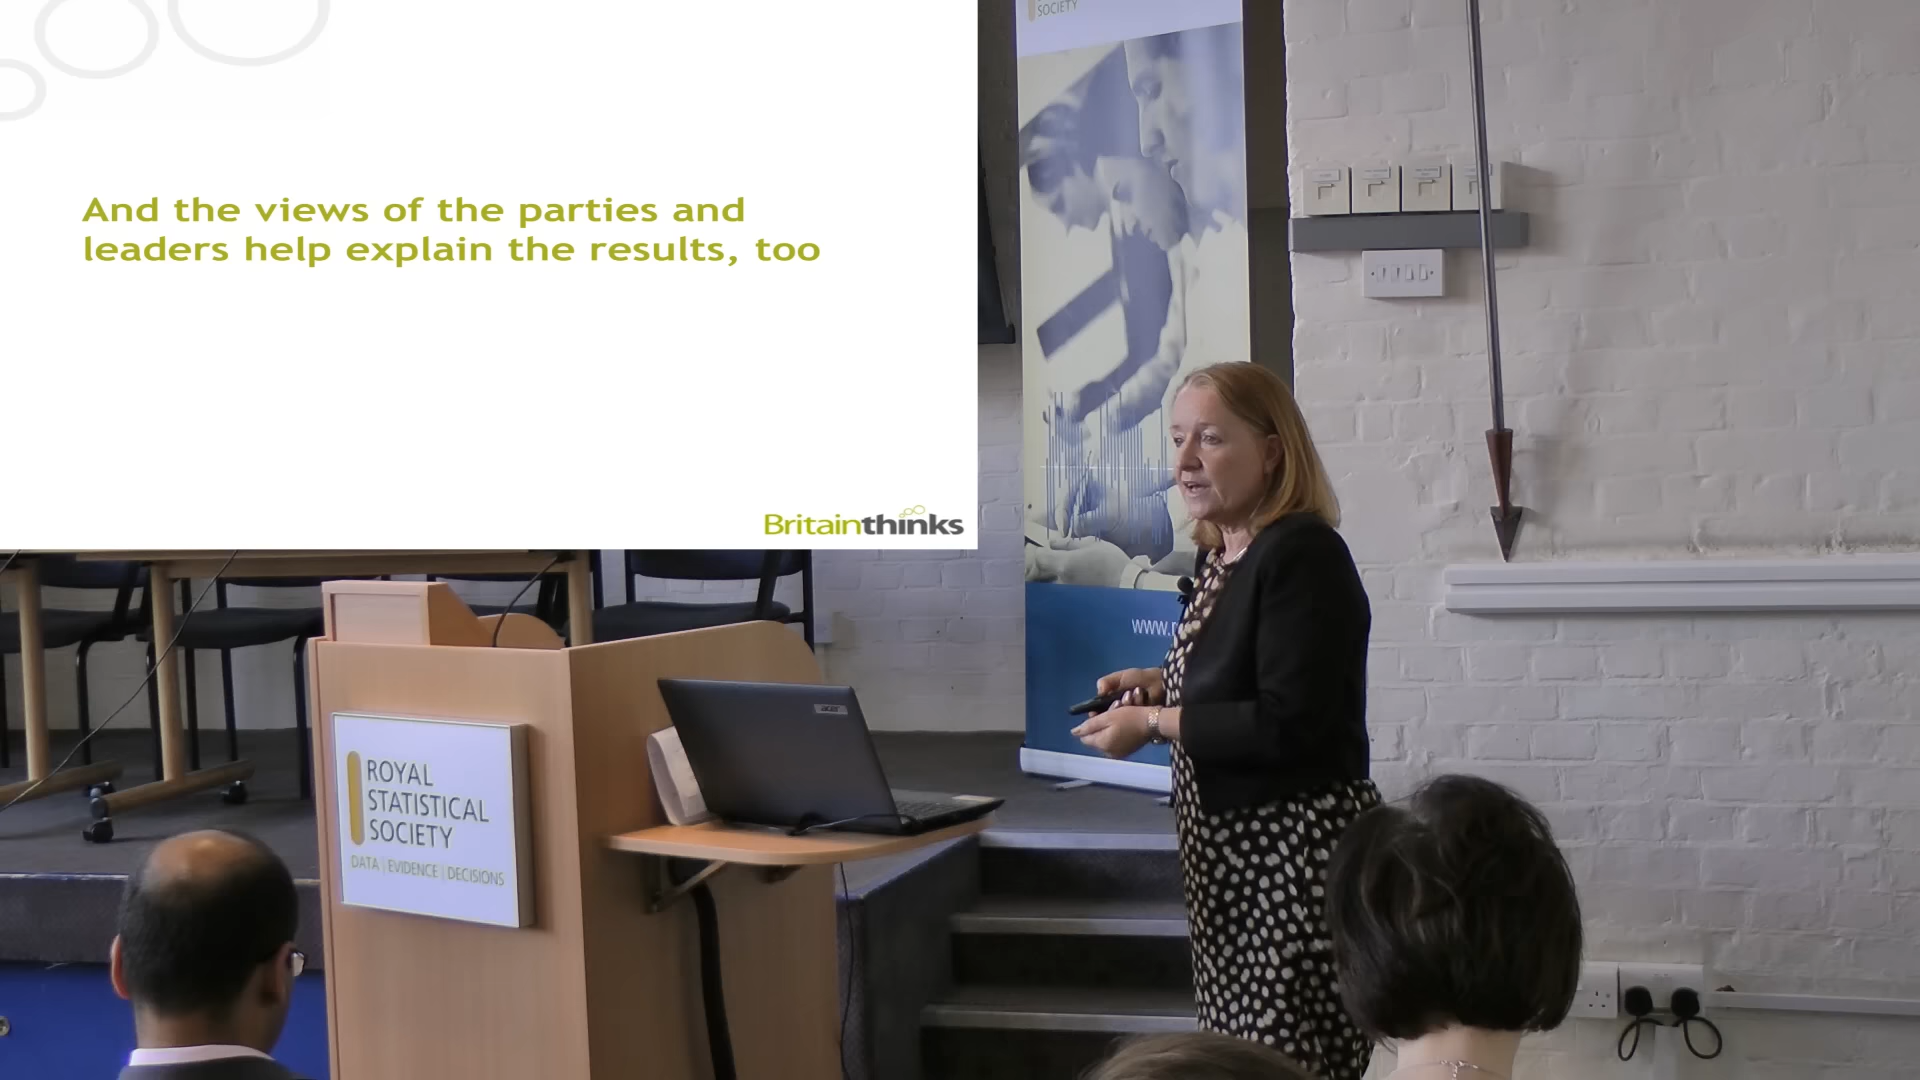 And the views of the parties and
leaders help explain the results, too
Britainthinks
SOCIETY
www.
acer
ROYAL
STATISTICAL
SOCIETY
DATA | EVIDENCE | DECISIONS